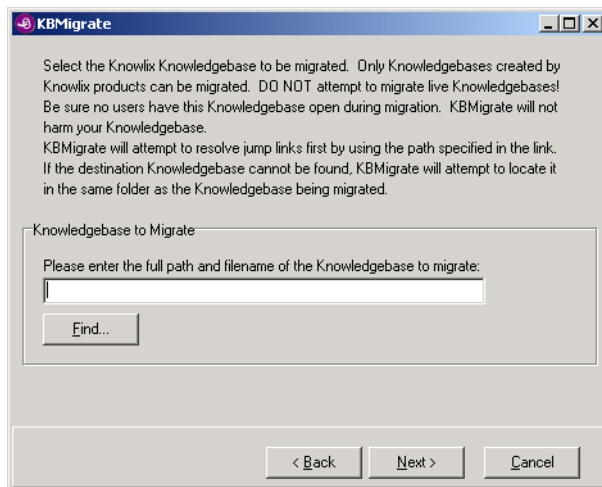 KBMigrate
Select the Knowlix Knowledgebase to be migrated. Only Knowledgebases created by
Knowlix products can be migrated. DO NOT attempt to migrate live Knowledgebases!
Be sure no users have this Knowledgebase open during migration. KBMigrate will not
harm your Knowledgebase.
KBMigrate will attempt to resolve jump links first by using the path specified in the link.
If the destination Knowledgebase cannot be found, KBMigrate will attempt to locate it
in the same folder as the Knowledgebase being migrated.
Knowledgebase to Migrate
Please enter the full path and filename of the Knowledgebase to migrate:
Find...
< Back Next > Cancel